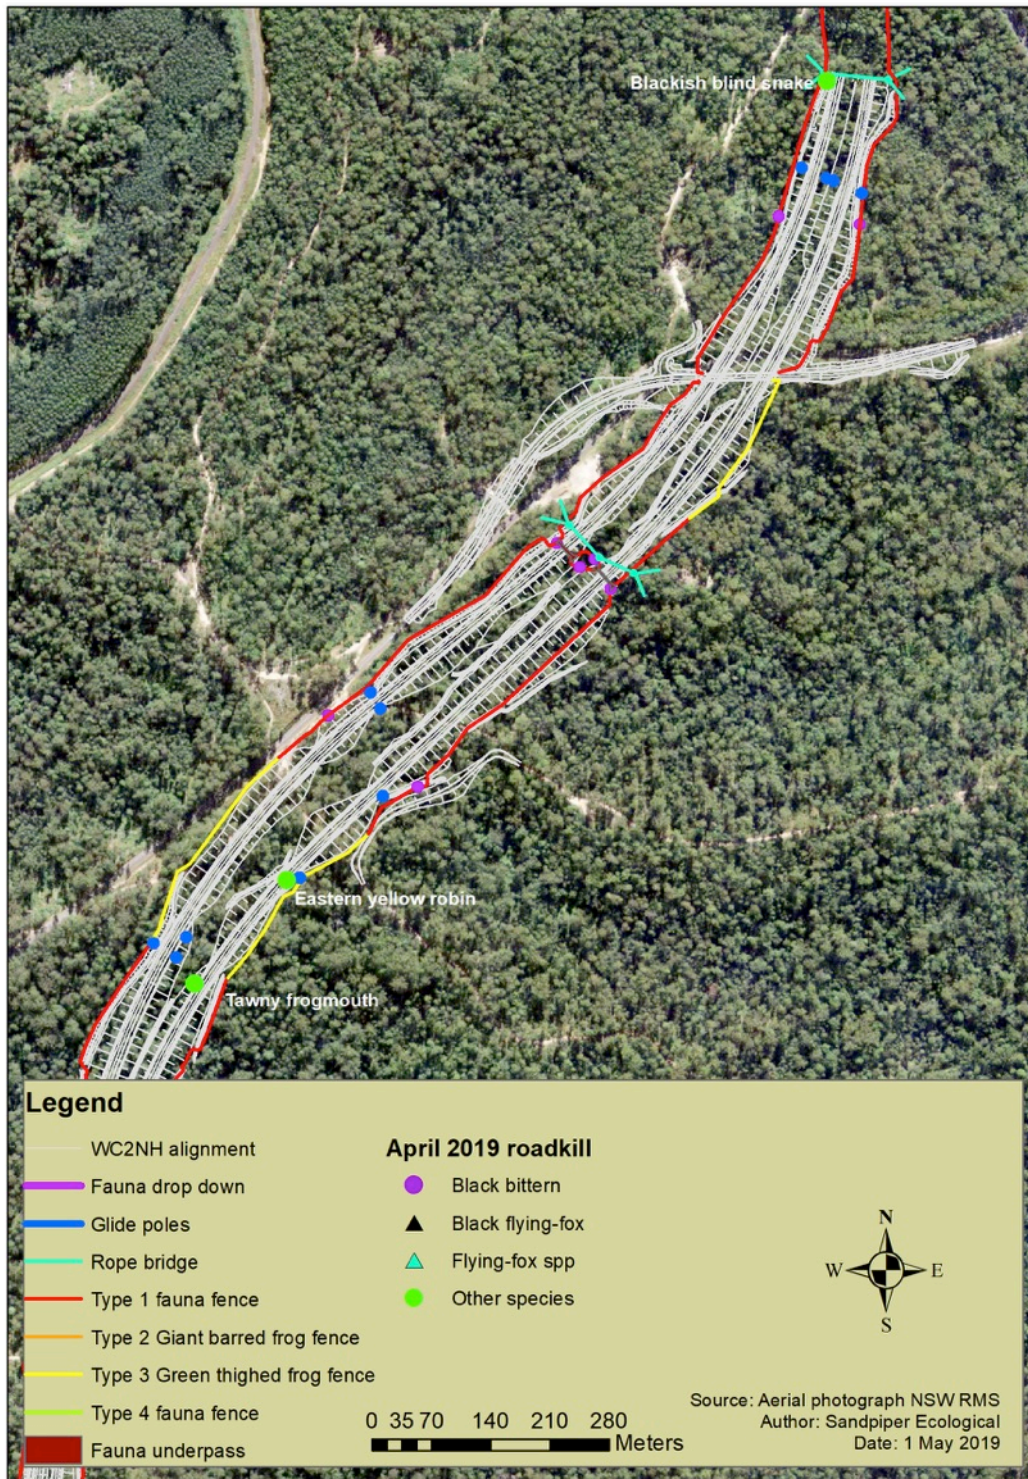 Blackish blind snake
Eastern yellow robin
Tawny frogmouth
Legend
WC2NH alignment
Fauna drop down
Glide poles
Rope bridge
Type 1 fauna fence
Type 2 Giant barred frog fence
Type 3 Green thighed frog fence
Type 4 fauna fence
Fauna underpass
April 2019 roadkill
Black bittern
Black flying-fox
Flying-fox spp
Other species
0 35 70 140 210 280
Meters
N
W E
S
Source: Aerial photograph NSW RMS
Author: Sandpiper Ecological
Date: 1 May 2019